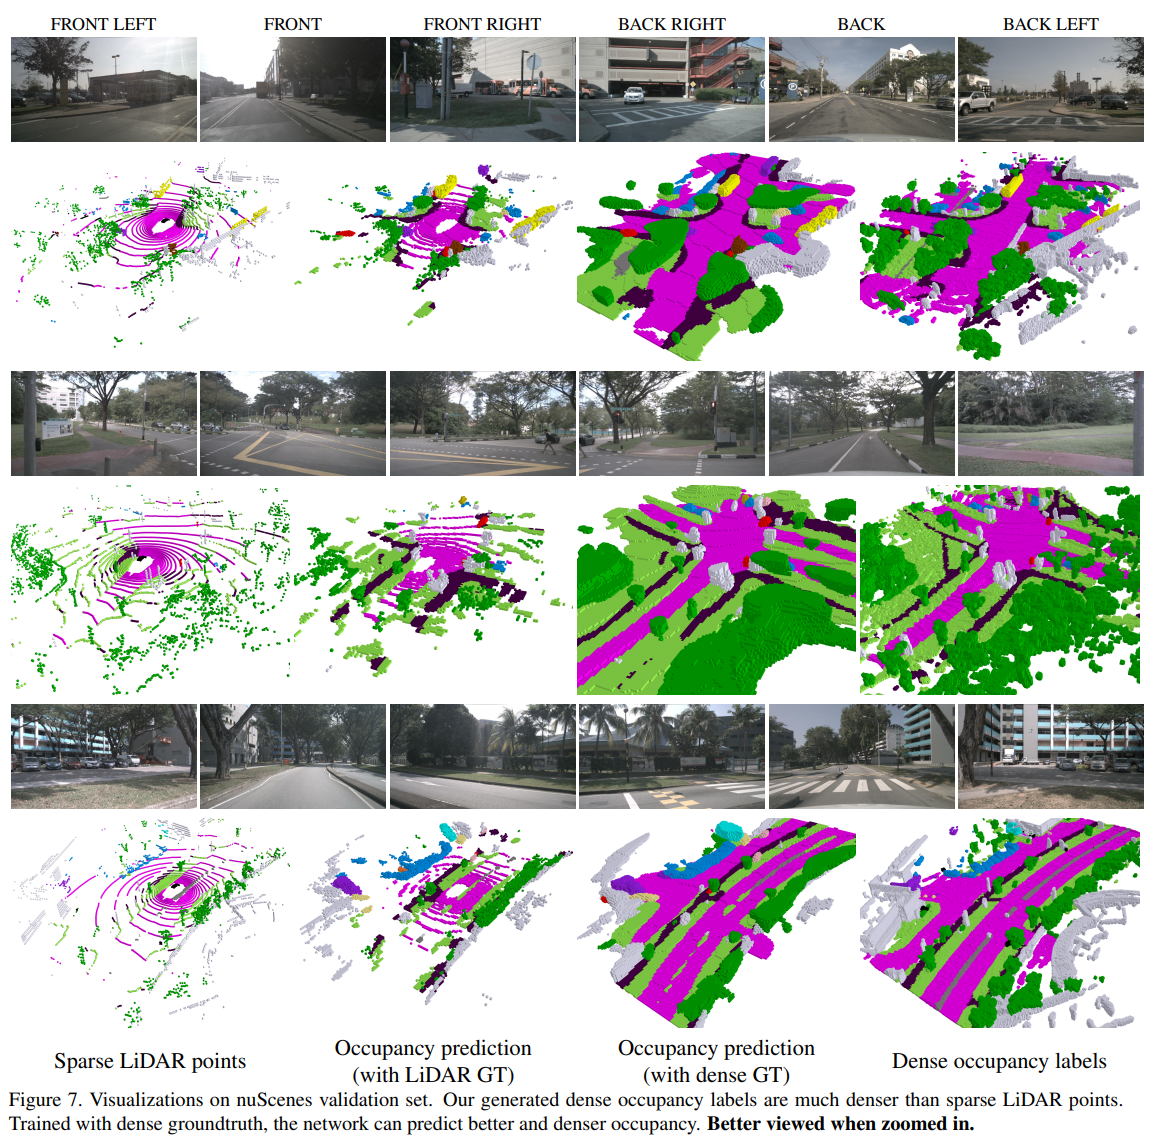 FRONT LEFT FRONT FRONT RIGHT BACK RIGHT BACK BACK LEFT
Sparse LiDAR points
Occupancy prediction
(with LiDAR GT)
Occupancy prediction
(with dense GT)
Dense occupancy labels
Figure 7. Visualizations on nuScenes validation set. Our generated dense occupancy labels are much denser than sparse LiDAR points.
Trained with dense groundtruth, the network can predict better and denser occupancy. Better viewed when zoomed in.